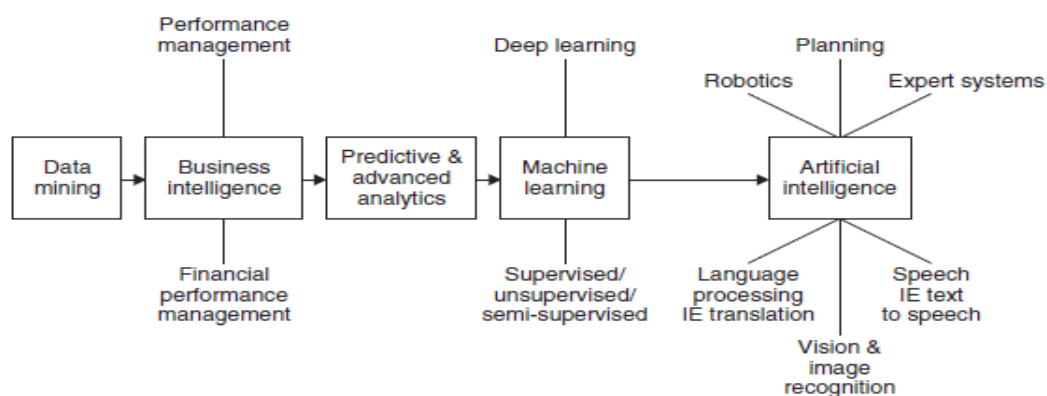 Performance
management
Deep learning
Planning
Robotics
Expert systems
Data
mining
Business
intelligence
Predictive &
advanced
analytics
Machine
learning
Artificial
intelligence
Financial
performance
management
Supervised/
unsupervised/
semi-supervised
Language
processing
IE translation
Speech
IE text
to speech
Vision &
image
recognition